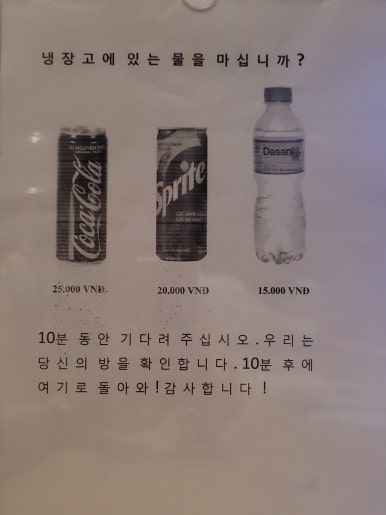 냉장고에 있는 물을 마십니까?
Coca-Cola
Sprite
Dasani
25.000 VNĐ
20.000 VNĐ
15.000 VNĐ
10분 동안 기다려 주십시오.우리는
당신의 방을 확인합니다.10분 후에
여기로 돌아와!감사합니다!